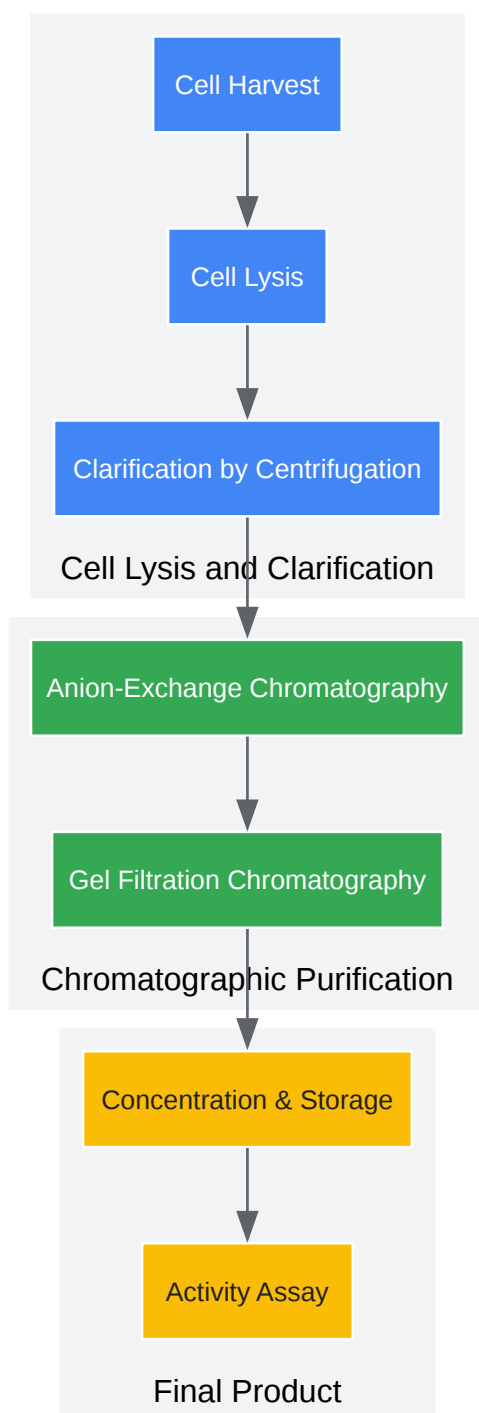 Cell Harvest
Cell Lysis
Clarification by Centrifugation
Cell Lysis and Clarification
Anion-Exchange Chromatography
Gel Filtration Chromatography
Chromatographic Purification
Concentration & Storage
Activity Assay
Final Product